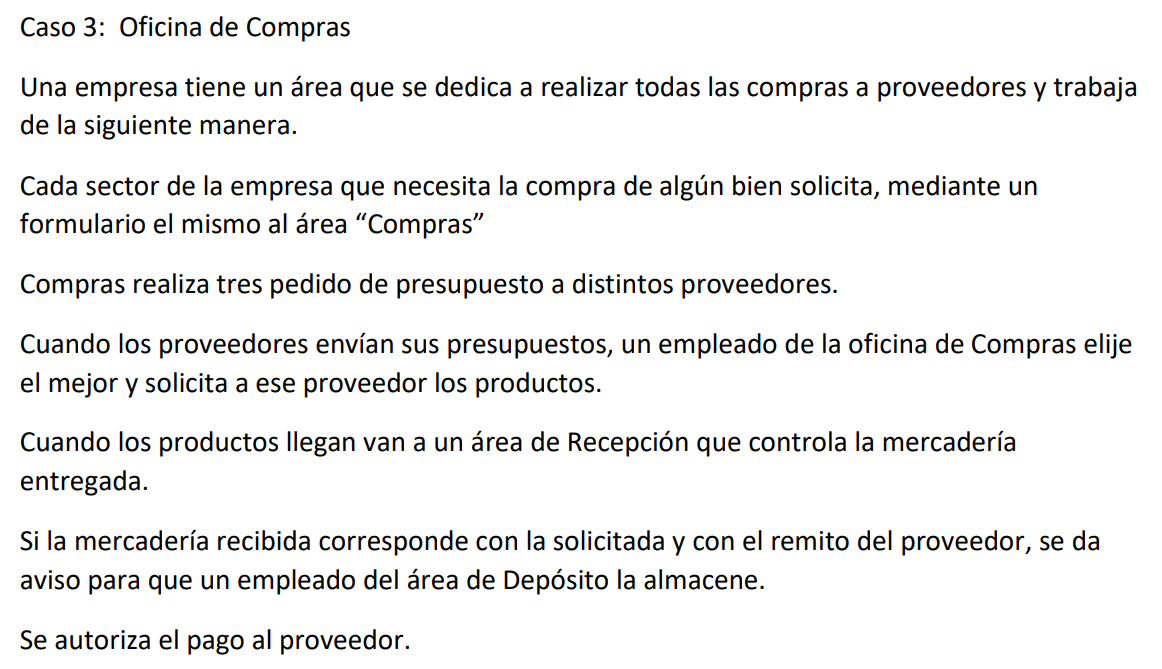 Caso 3:  Oficina de Compras
Una empresa tiene un área que se dedica a realizar todas las compras a proveedores y trabaja
de la siguiente manera.
Cada sector de la empresa que necesita la compra de algún bien solicita, mediante un
formulario el mismo al área “Compras”
Compras realiza tres pedido de presupuesto a distintos proveedores.
Cuando los proveedores envían sus presupuestos, un empleado de la oficina de Compras elije
el mejor y solicita a ese proveedor los productos.
Cuando los productos llegan van a un área de Recepción que controla la mercadería
entregada.
Si la mercadería recibida corresponde con la solicitada y con el remito del proveedor, se da
aviso para que un empleado del área de Depósito la almacene.
Se autoriza el pago al proveedor.